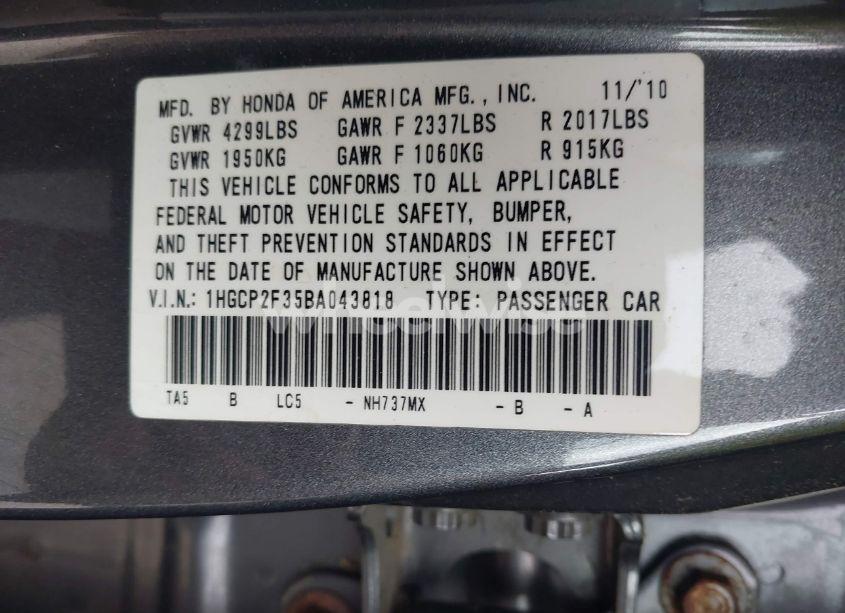 MFD. BY HONDA OF AMERICA MFG., INC. 11/'10
GVWR 4299LBS GAWR F 2337LBS R 2017LBS
GVWR 1950KG GAWR F 1060KG R 915KG
THIS VEHICLE CONFORMS TO ALL APPLICABLE
FEDERAL MOTOR VEHICLE SAFETY, BUMPER,
AND THEFT PREVENTION STANDARDS IN EFFECT
ON THE DATE OF MANUFACTURE SHOWN ABOVE.
V.I.N.: 1HGCP2F35BA043818 TYPE: PASSENGER CAR
wheelwise
TA5 B LC5 - NH737MX - B - A